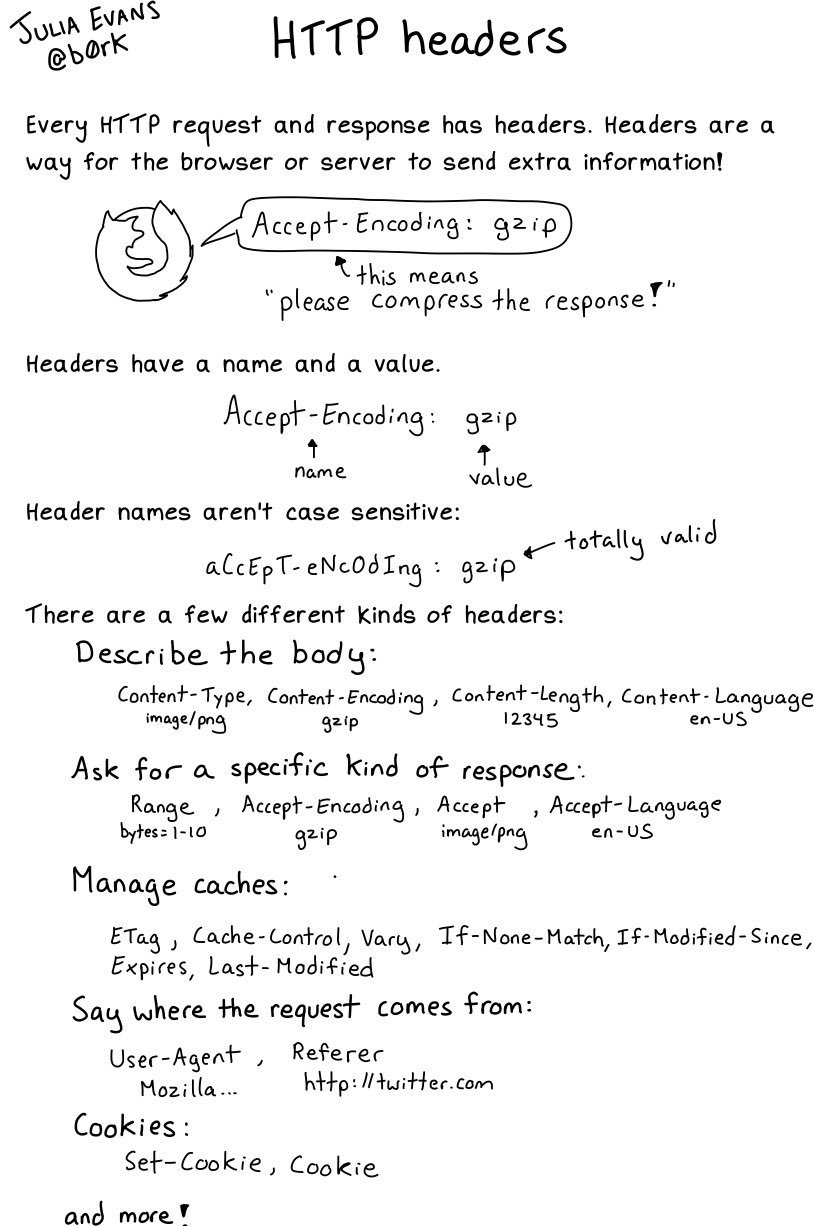 JULIA EVANS
@b0rk
HTTP headers
Every HTTP request and response has headers. Headers are a
way for the browser or server to send extra information!
Accept-Encoding: gzip
this means
"please compress the response!"
Headers have a name and a value.
Accept-Encoding: gzip
name value
Header names aren't case sensitive:
totally valid
aCcEpT-eNcOdIng: gzip
There are a few different kinds of headers:
Describe the body:
Content-Type, Content-Encoding, Content-Length, Content-Language
image/png gzip 12345 en-US
Ask for a specific kind of response:
Range, Accept-Encoding, Accept, Accept-Language
bytes=1-10 gzip image/png en-US
Manage caches:
ETag, Cache-Control, Vary, If-None-Match, If-Modified-Since,
Expires, Last-Modified
Say where the request comes from:
User-Agent, Referer
Mozilla... http://twitter.com
Cookies:
Set-Cookie, Cookie
and more!